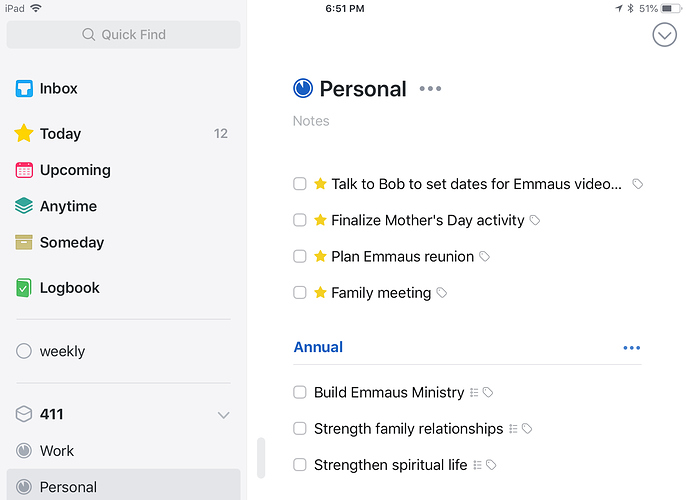 iPad
6:51 PM
51%
Quick Find
Inbox
Today 12
Upcoming
Anytime
Someday
Logbook
weekly
411
Work
Personal
Personal
Notes
Talk to Bob to set dates for Emmaus video...
Finalize Mother's Day activity
Plan Emmaus reunion
Family meeting
Annual
Build Emmaus Ministry
Strength family relationships
Strengthen spiritual life